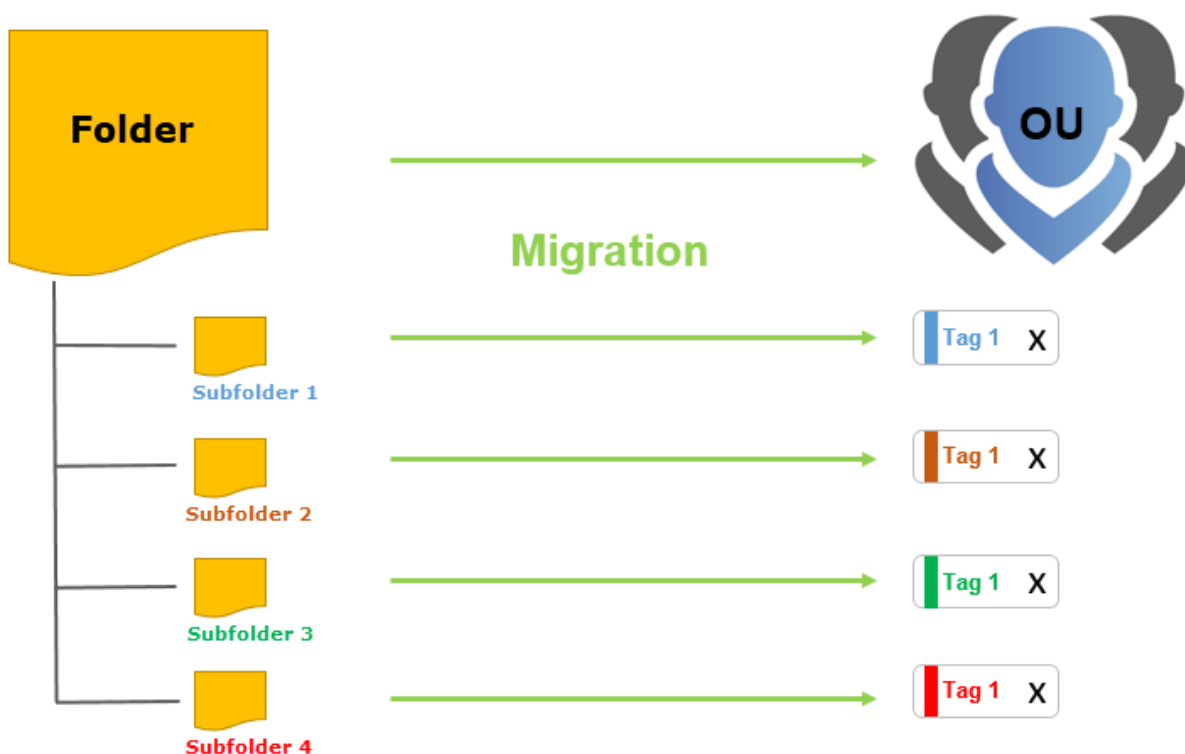 Folder
OU
Migration
Subfolder 1
Tag 1 X
Subfolder 2
Tag 1 X
Subfolder 3
Tag 1 X
Subfolder 4
Tag 1 X